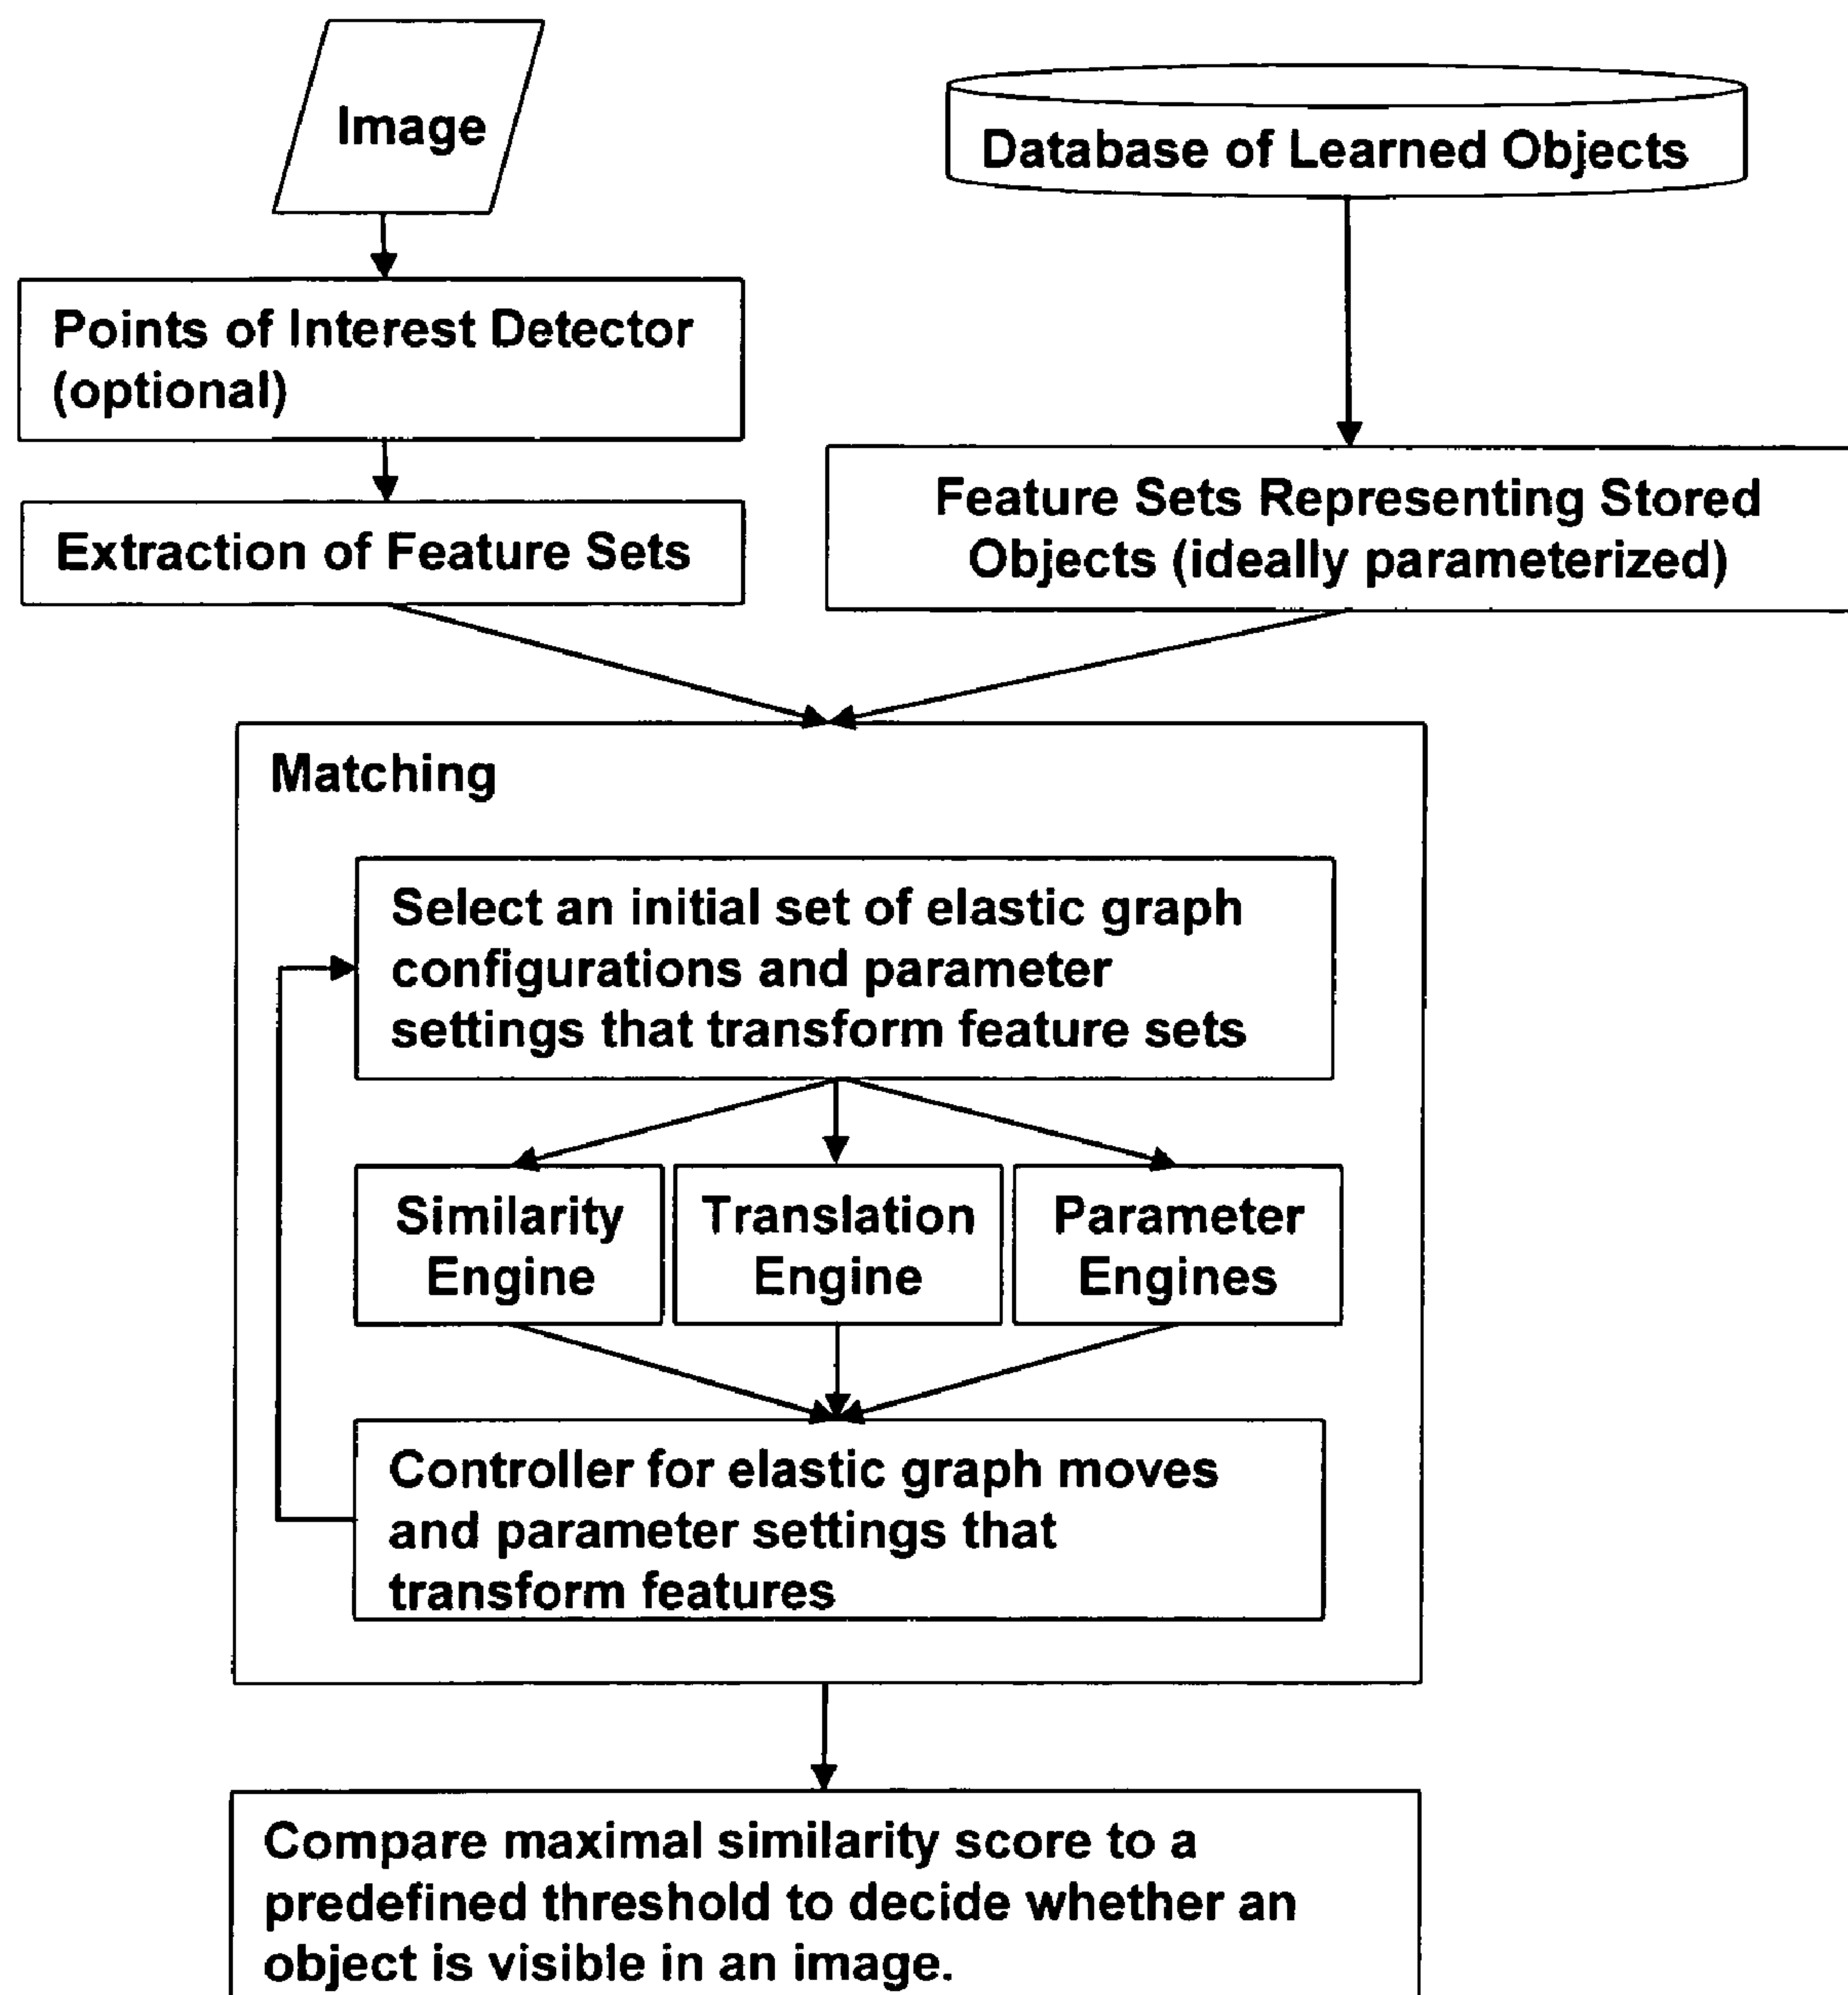 Image
Database of Learned Objects
Points of Interest Detector
(optional)
Extraction of Feature Sets
Feature Sets Representing Stored
Objects (ideally parameterized)
Matching
Select an initial set of elastic graph
configurations and parameter
settings that transform feature sets
Similarity
Engine
Translation
Engine
Parameter
Engines
Controller for elastic graph moves
and parameter settings that
transform features
Compare maximal similarity score to a
predefined threshold to decide whether an
object is visible in an image.